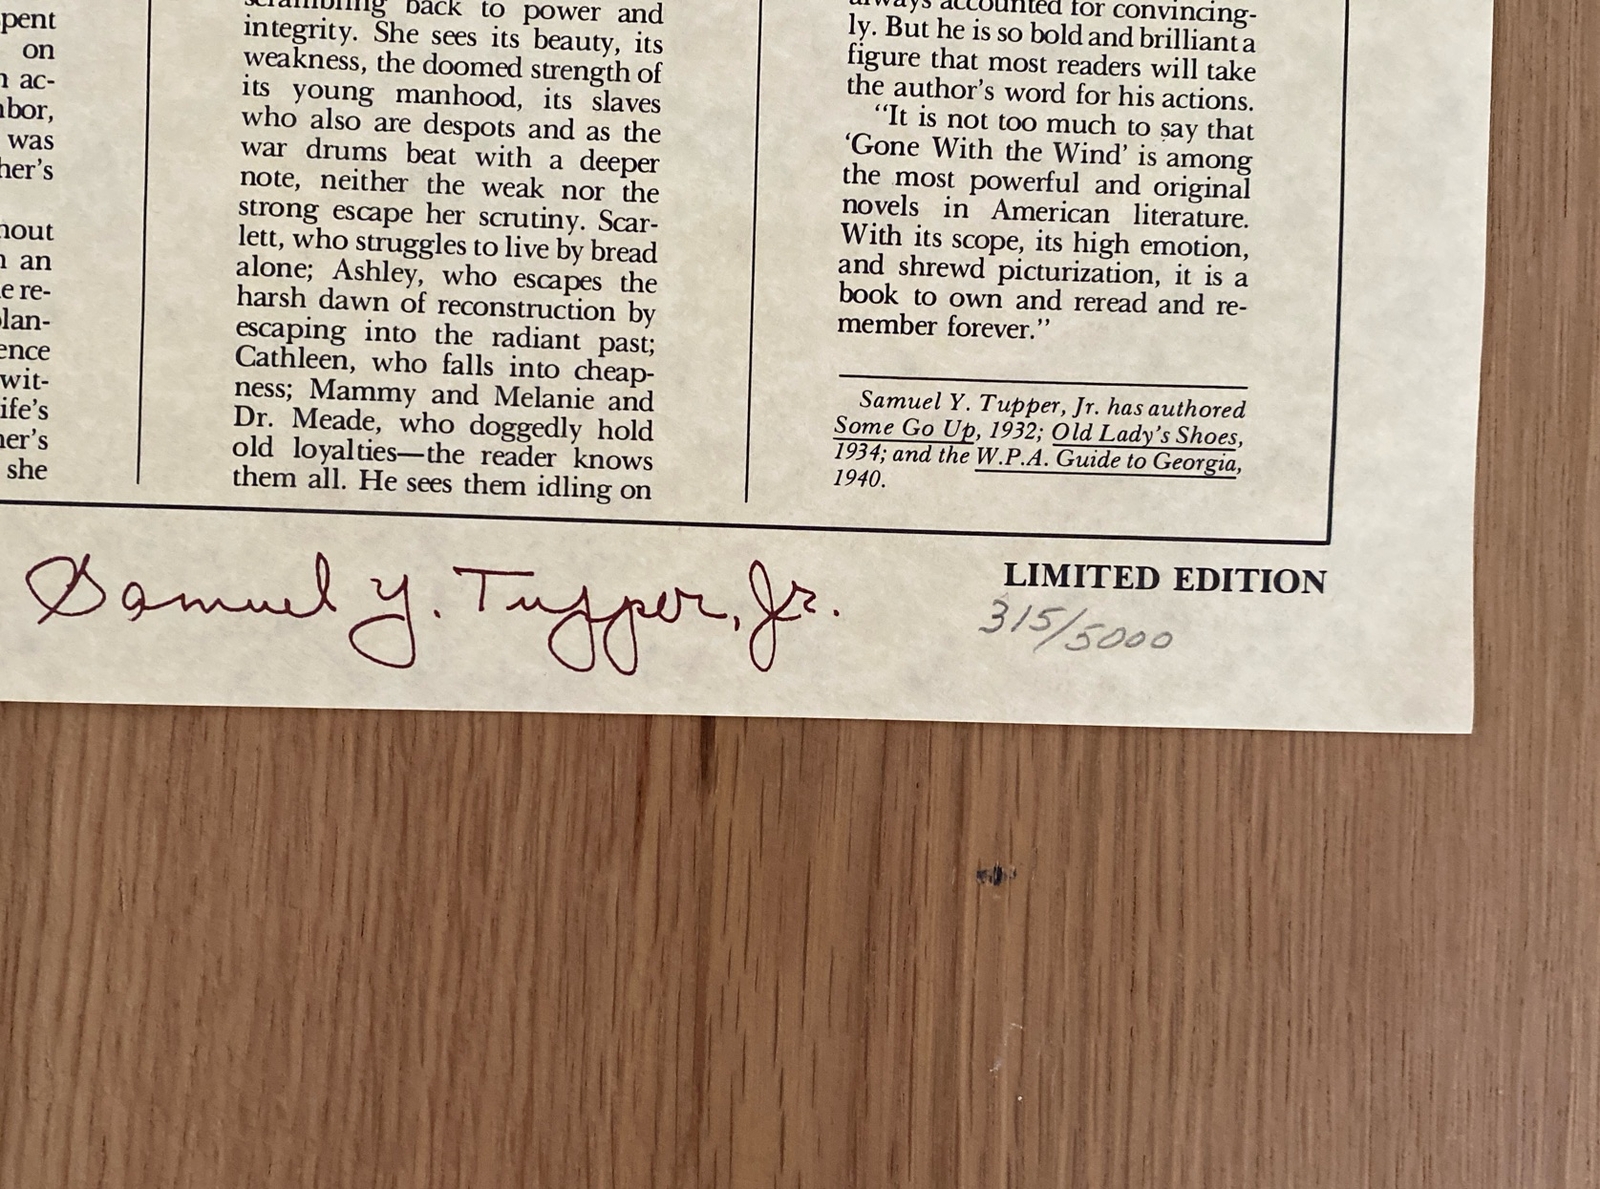 pent
on
ac-
bor,
was
her's
hout
an
e re-
lan-
ence
wit-
ife's
er's
she
scrambling back to power and
integrity. She sees its beauty, its
weakness, the doomed strength of
its young manhood, its slaves
who also are despots and as the
war drums beat with a deeper
note, neither the weak nor the
strong escape her scrutiny. Scar-
lett, who struggles to live by bread
alone; Ashley, who escapes the
harsh dawn of reconstruction by
escaping into the radiant past;
Cathleen, who falls into cheap-
ness; Mammy and Melanie and
Dr. Meade, who doggedly hold
old loyalties—the reader knows
them all. He sees them idling on
always accounted for convincing-
ly. But he is so bold and brilliant a
figure that most readers will take
the author's word for his actions.
"It is not too much to say that
'Gone With the Wind' is among
the most powerful and original
novels in American literature.
With its scope, its high emotion,
and shrewd picturization, it is a
book to own and reread and re-
member forever."
Samuel Y. Tupper, Jr. has authored
Some Go Up, 1932; Old Lady's Shoes,
1934; and the W.P.A. Guide to Georgia,
1940.
Samuel Y. Tupper, Jr.
LIMITED EDITION
315/5000